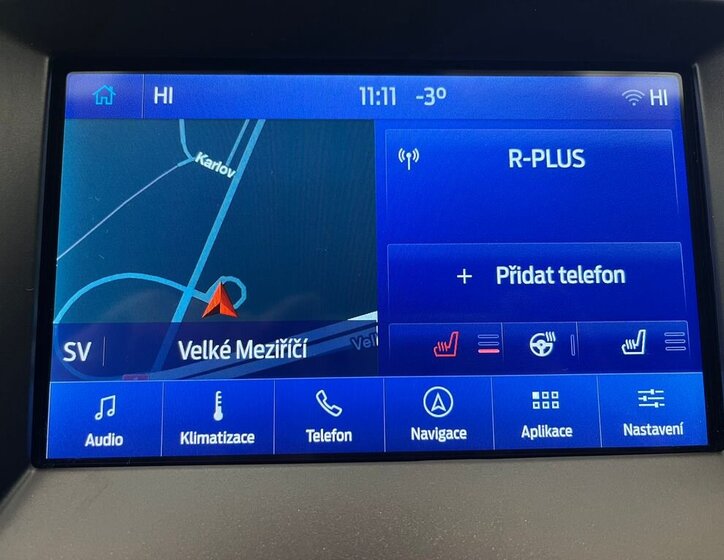 HI 11:11 -3° HI
Karlov
R-PLUS
+ Přidat telefon
SV Velké Meziříčí
Audio Klimatizace Telefon Navigace Aplikace Nastavení